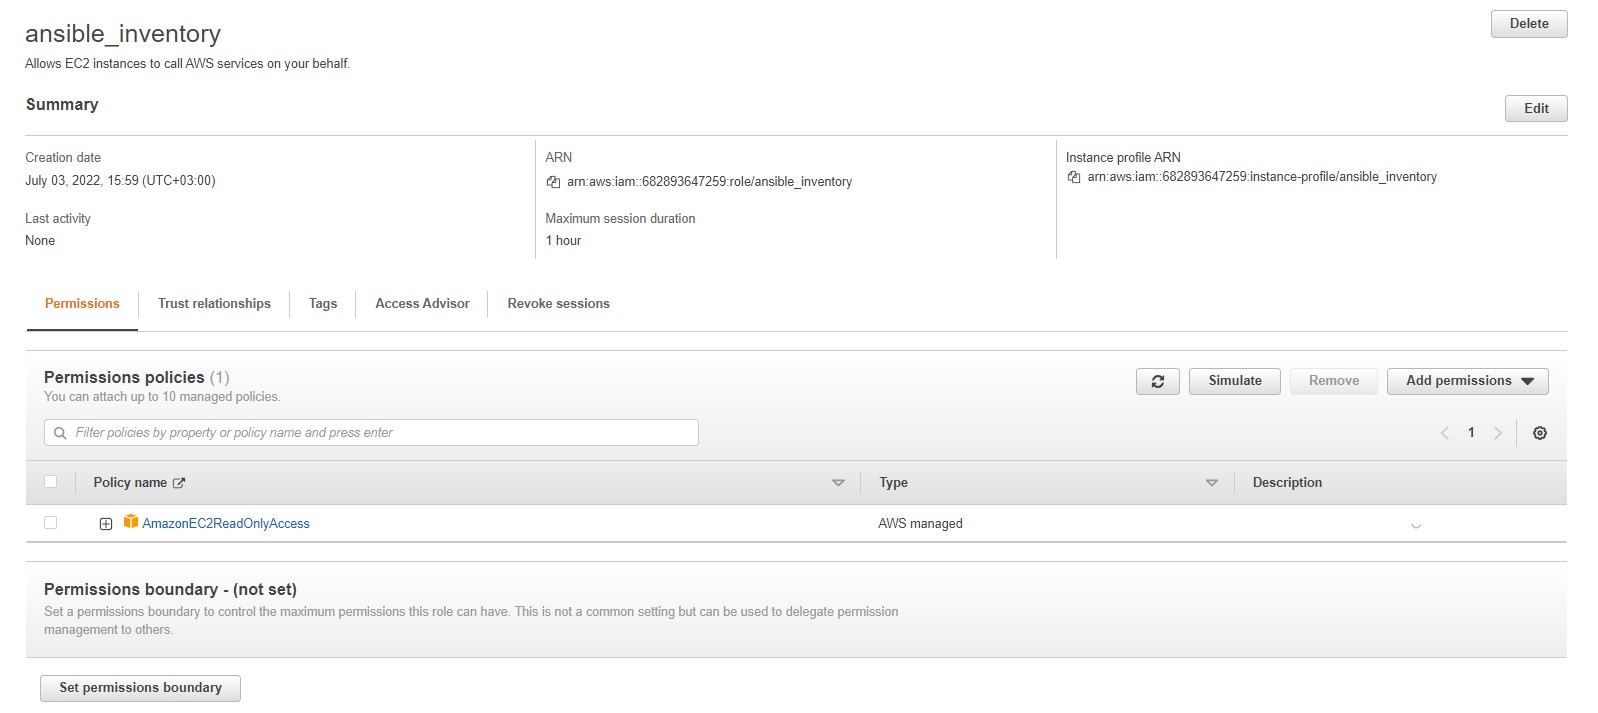 ansible_inventory
Delete
Allows EC2 instances to call AWS services on your behalf.
Summary
Edit
Creation date
July 03, 2022, 15:59 (UTC+03:00)
Last activity
None
ARN
arn:aws:iam::682893647259:role/ansible_inventory
Maximum session duration
1 hour
Instance profile ARN
arn:aws:iam::682893647259:instance-profile/ansible_inventory
Permissions
Trust relationships
Tags
Access Advisor
Revoke sessions
Permissions policies (1)
You can attach up to 10 managed policies.
Simulate
Remove
Add permissions
Filter policies by property or policy name and press enter
1
Policy name
Type
Description
AmazonEC2ReadOnlyAccess
AWS managed
Permissions boundary - (not set)
Set a permissions boundary to control the maximum permissions this role can have. This is not a common setting but can be used to delegate permission
management to others.
Set permissions boundary